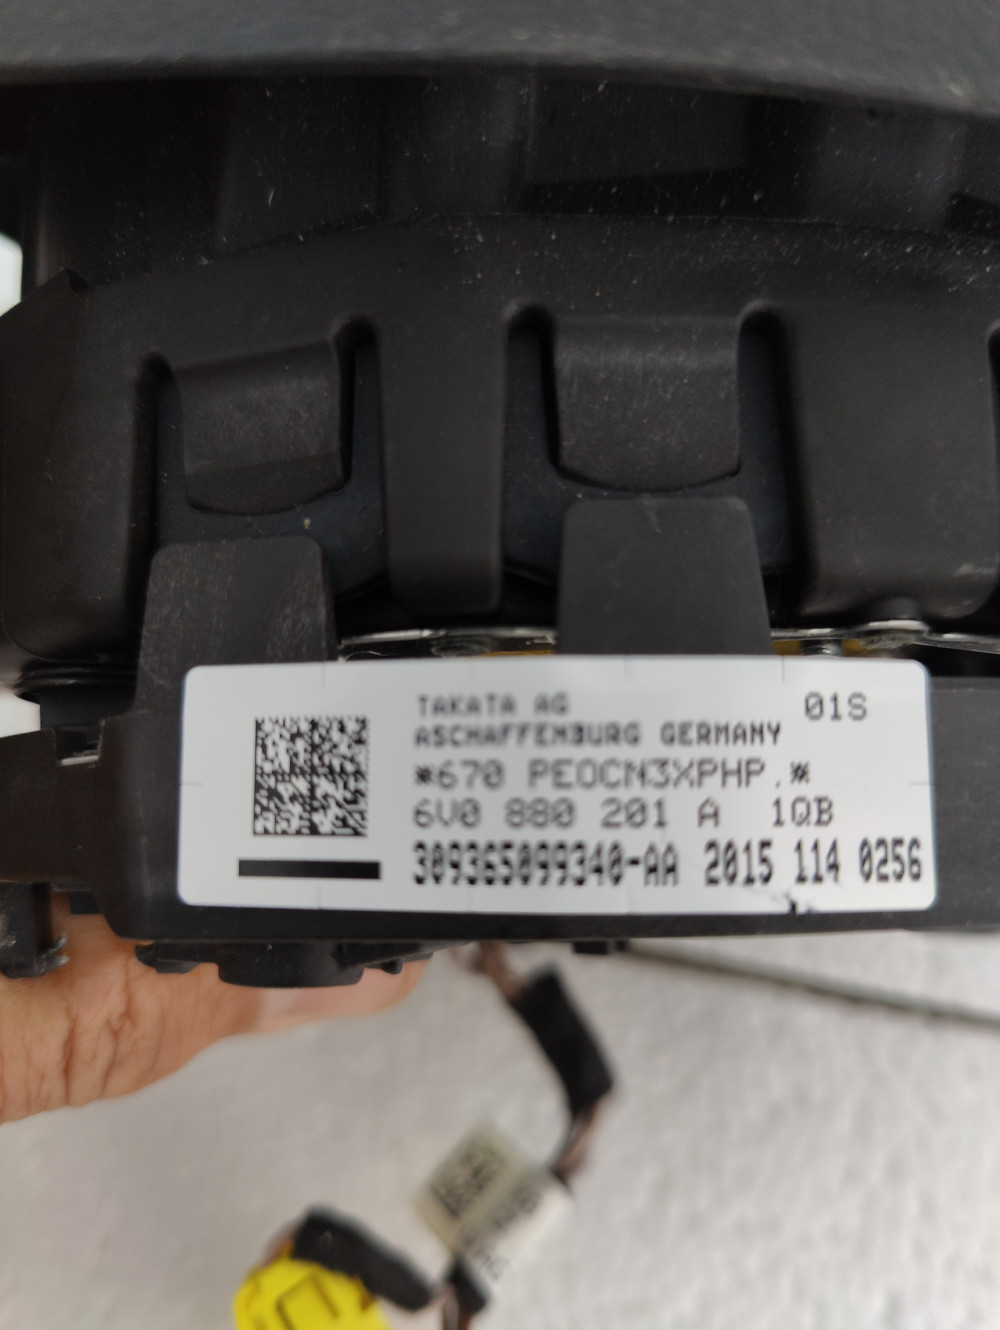 TAKATA AG
01S
ASCHAFFENBURG GERMANY
*670 PEOCN3XPHP.*
6V0 880 201 A 1QB
309365099340-AA 2015 114 0256